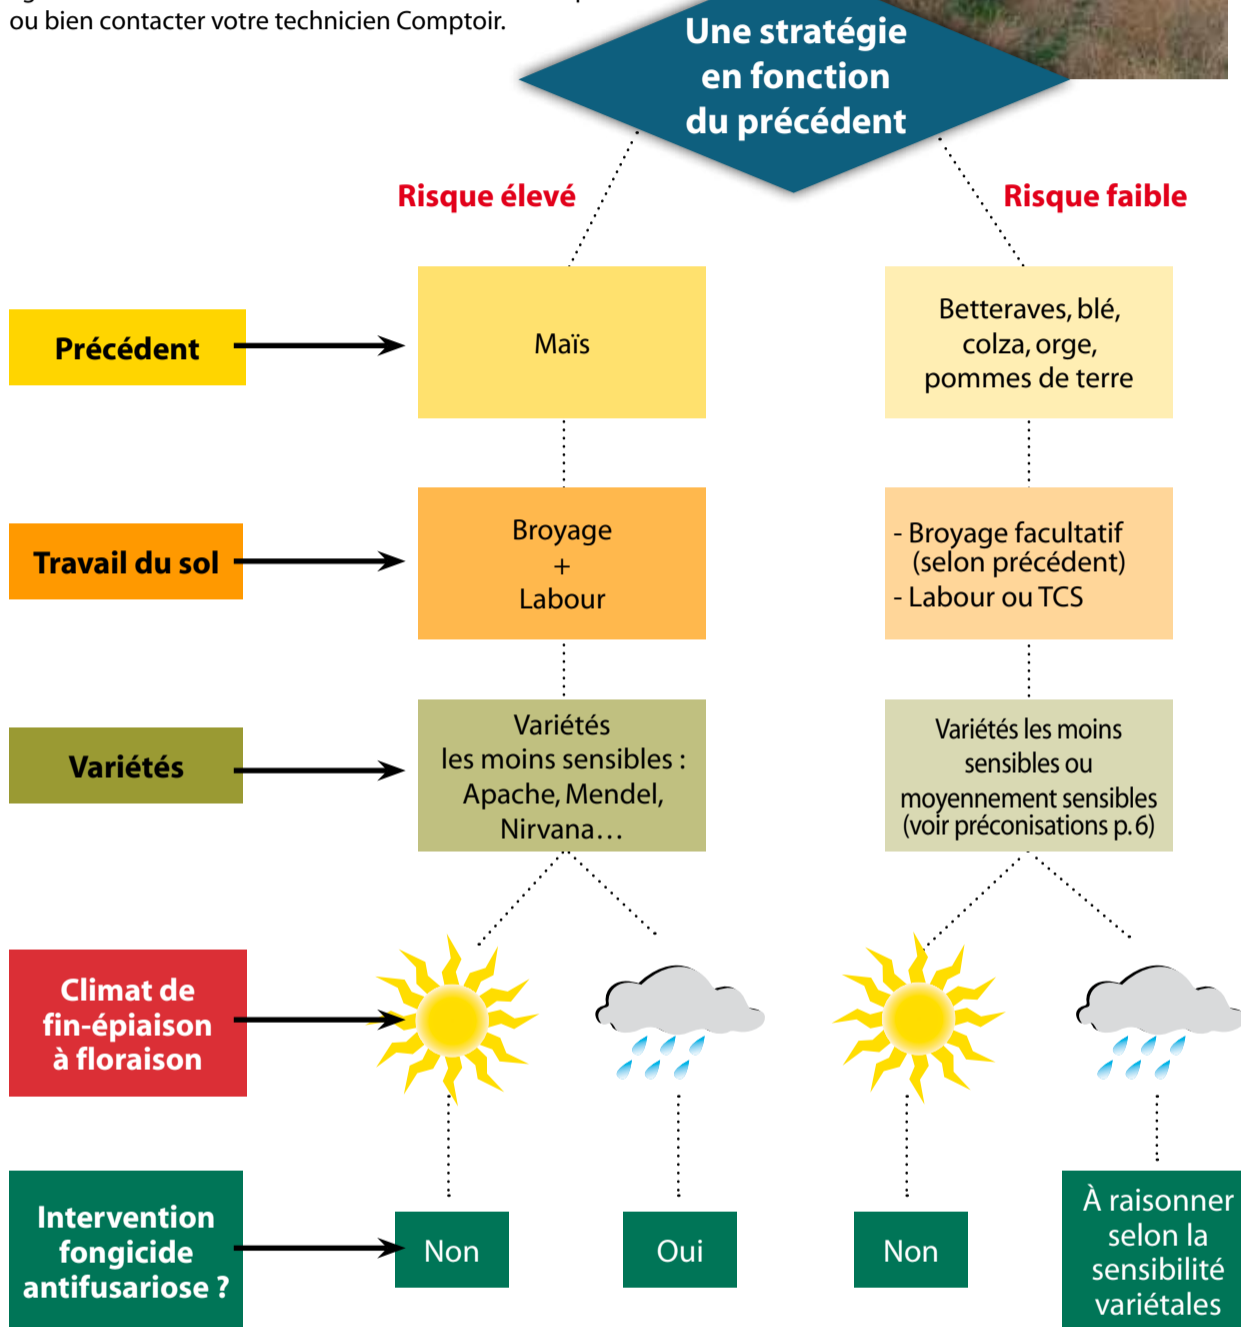 ou bien contacter votre technicien Comptoir.
Une stratégie
en fonction
du précédent
Risque élevé
Risque faible
Précédent
Maïs
Betteraves, blé,
colza, orge,
pommes de terre
Travail du sol
Broyage
+
Labour
- Broyage facultatif
(selon précédent)
- Labour ou TCS
Variétés
Variétés
les moins sensibles :
Apache, Mendel,
Nirvana…
Variétés les moins
sensibles ou
moyennement sensibles
(voir préconisations p. 6)
Climat de
fin-épiaison
à floraison
Intervention
fongicide
antifusariose ?
Non
Oui
Non
À raisonner
selon la
sensibilité
variétales